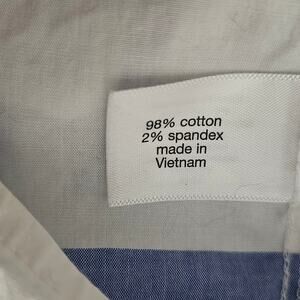 98% cotton
2% spandex
made in
Vietnam